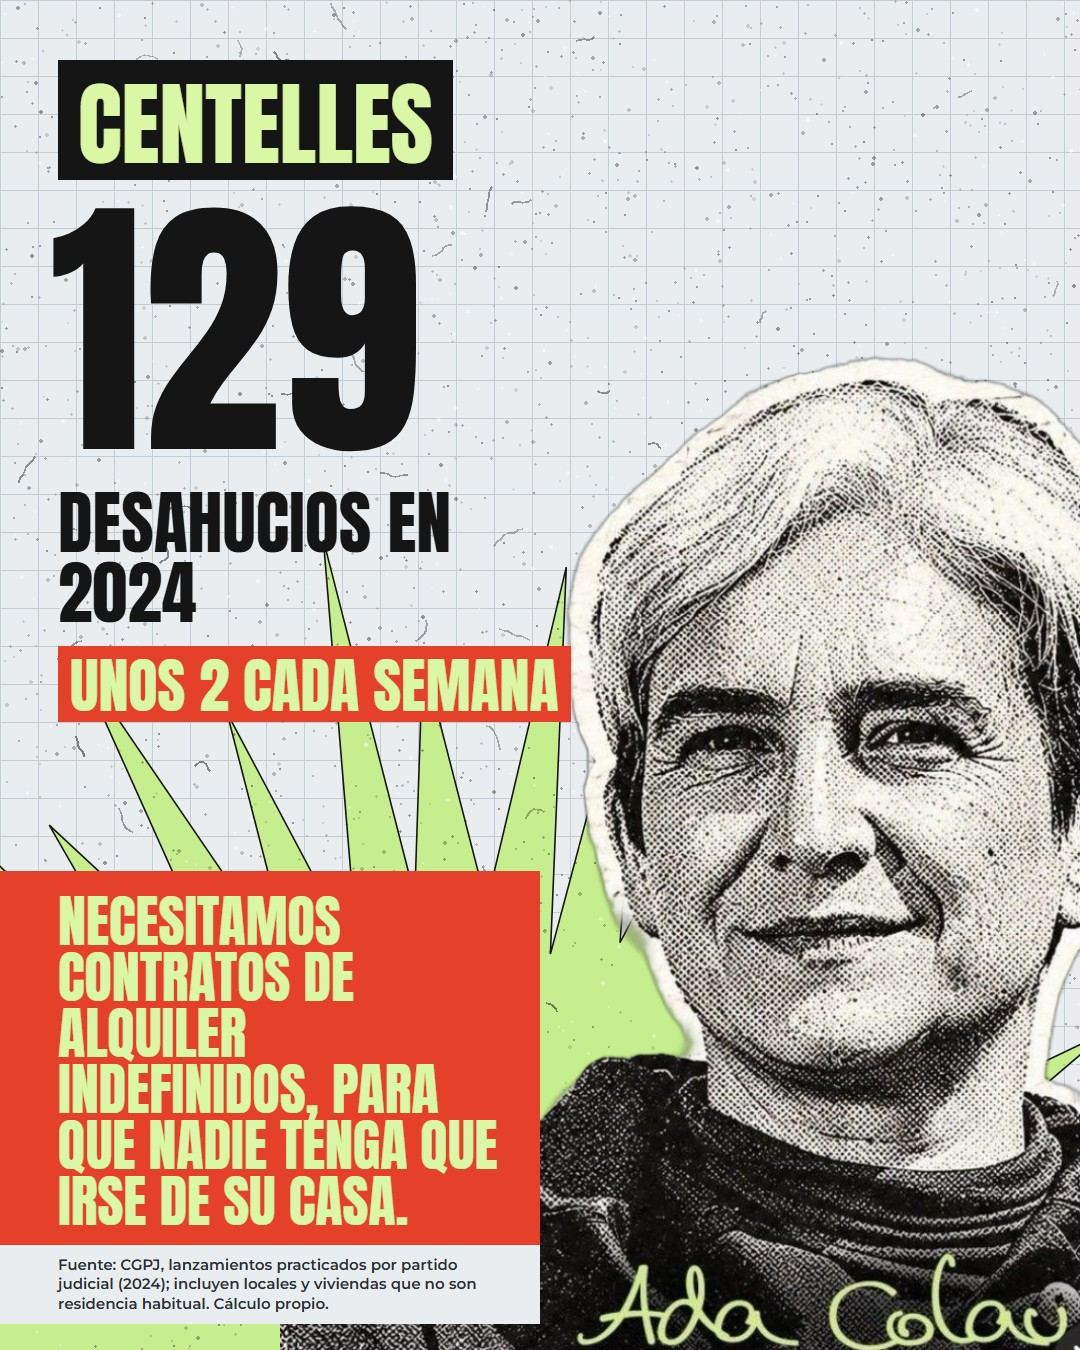 CENTELLES
129
DESAHUCIOS EN
2024
UNOS 2 CADA SEMANA
NECESITAMOS
CONTRATOS DE
ALQUILER
INDEFINIDOS, PARA
QUE NADIE TENGA QUE
IRSE DE SU CASA.
Fuente: CGPJ, lanzamientos practicados por partido
judicial (2024); incluyen locales y viviendas que no son
residencia habitual. Cálculo propio.
Ada Colau